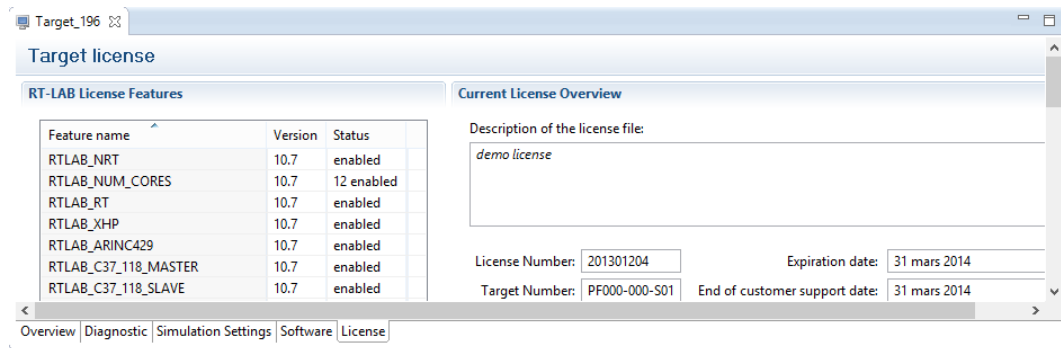 Target_196
Target license
RT-LAB License Features
Feature name Version Status
RTLAB_NRT 10.7 enabled
RTLAB_NUM_CORES 10.7 12 enabled
RTLAB_RT 10.7 enabled
RTLAB_XHP 10.7 enabled
RTLAB_ARINC429 10.7 enabled
RTLAB_C37_118_MASTER 10.7 enabled
RTLAB_C37_118_SLAVE 10.7 enabled
Current License Overview
Description of the license file:
demo license
License Number: 201301204 Expiration date: 31 mars 2014
Target Number: PF000-000-S01 End of customer support date: 31 mars 2014
Overview Diagnostic Simulation Settings Software License